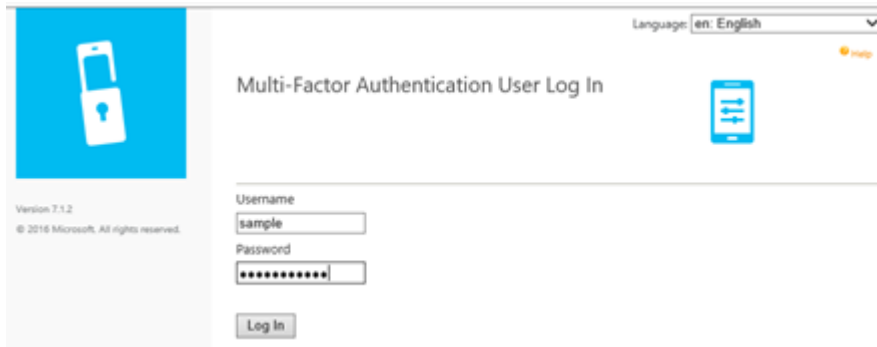 Language: en: English
Help
Multi-Factor Authentication User Log In
Version 7.1.2
© 2016 Microsoft. All rights reserved.
Username
sample
Password
•••••••••••
Log In